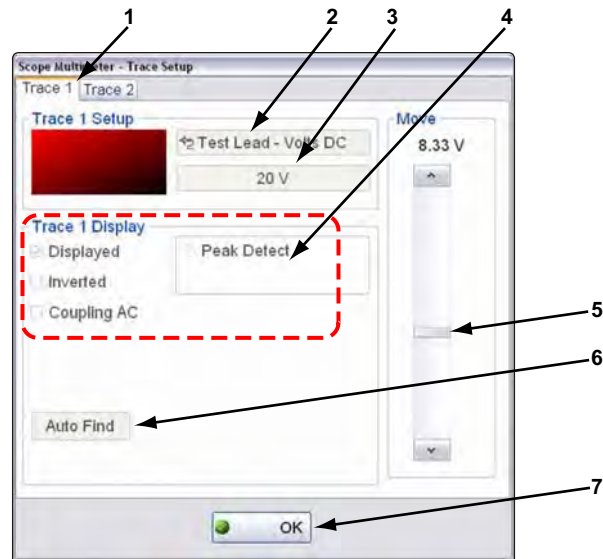 1 2 3 4
Scope Multimeter - Trace Setup
Trace 1 Trace 2
Trace 1 Setup
Test Lead - Volts DC
20 V
Move
8.33 V
Trace 1 Display
Displayed
Peak Detect
Inverted
Coupling AC
5
6
Auto Find
7
OK